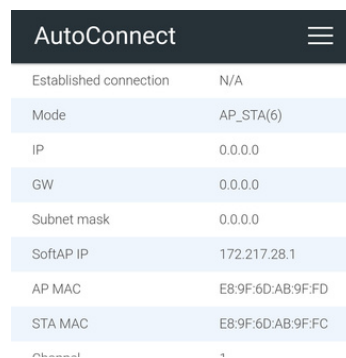 AutoConnect
Established connection N/A
Mode AP_STA(6)
IP 0.0.0.0
GW 0.0.0.0
Subnet mask 0.0.0.0
SoftAP IP 172.217.28.1
AP MAC E8:9F:6D:AB:9F:FD
STA MAC E8:9F:6D:AB:9F:FC
Channel 1